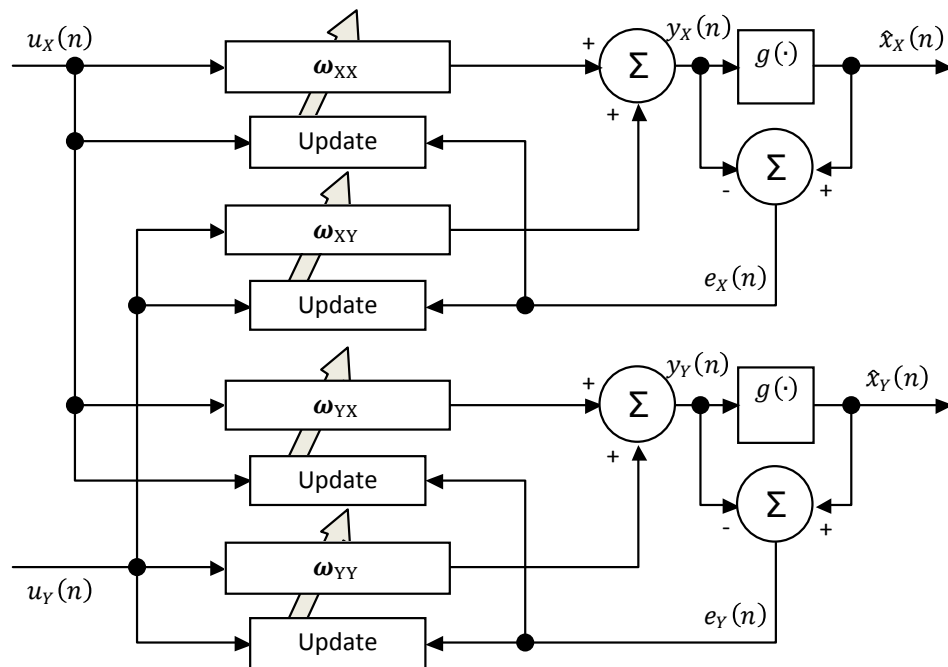 u_X(n)
ω_XX
+
Σ
y_X(n)
g(·)
x̂_X(n)
+
Update
Σ
-
+
ω_XY
e_X(n)
Update
y_Y(n)
x̂_Y(n)
ω_YX
+
Σ
g(·)
+
Update
Σ
-
+
ω_YY
u_Y(n)
e_Y(n)
Update